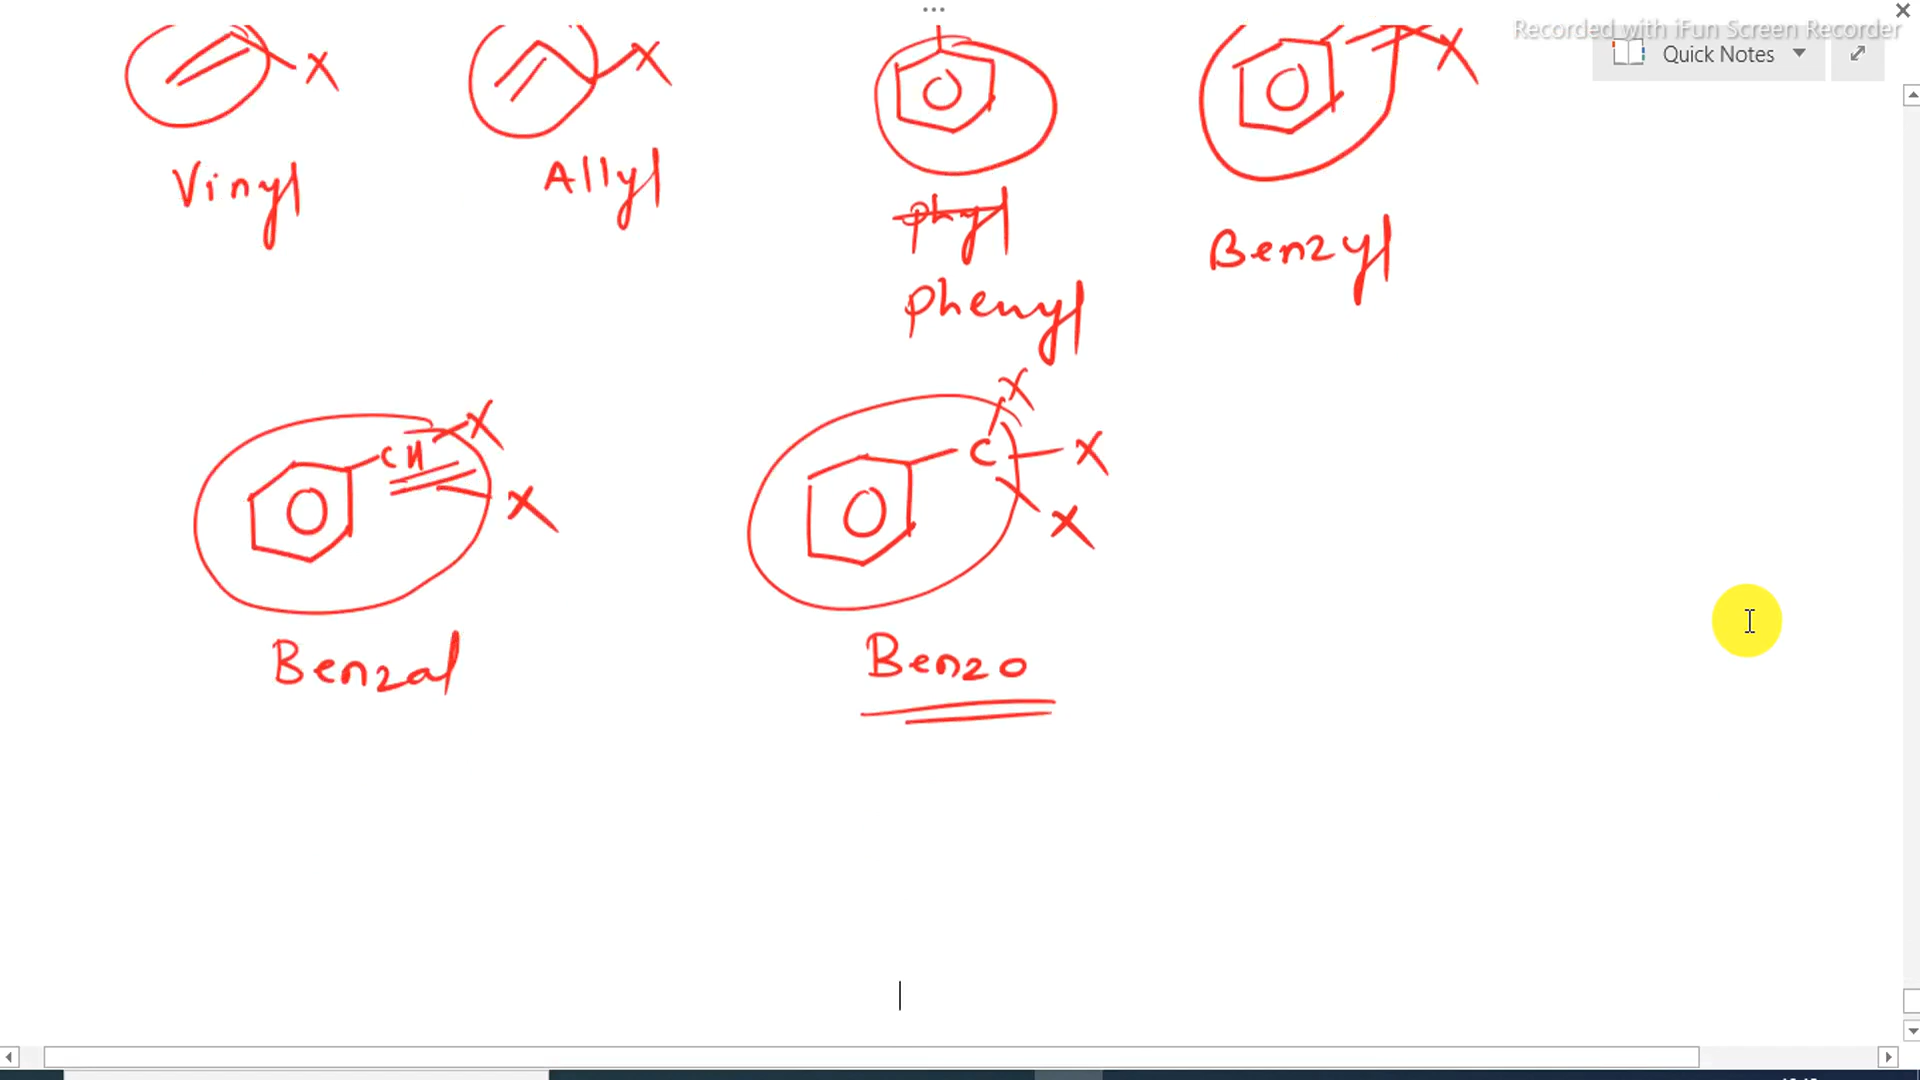 Recorded with iFun Screen Recorder
Quick Notes
X
X
X
Vinyl
Allyl
phyl
phenyl
Benzyl
X
CH
X
X
C
X
X
Benzal
Benzo